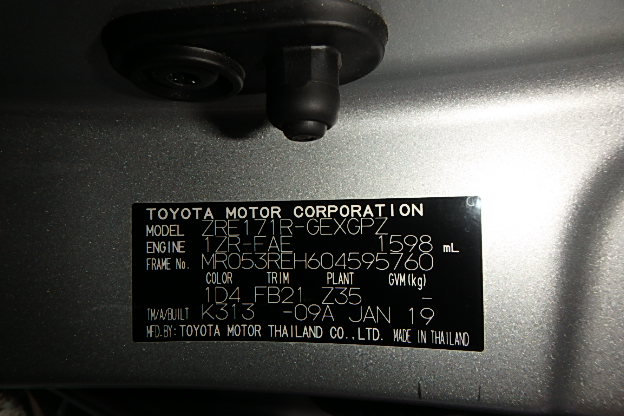 TOYOTA MOTOR CORPORATION
MODEL ZRE171R-GEXGPZ
ENGINE 1ZR-FAE 1598 mL
FRAME No. MR053REH604595760
COLOR TRIM PLANT GVM(kg)
1D4 FB21 Z35 -
TM/A/BUILT K313 -09A JAN 19
MFD.BY: TOYOTA MOTOR THAILAND CO.,LTD. MADE IN THAILAND